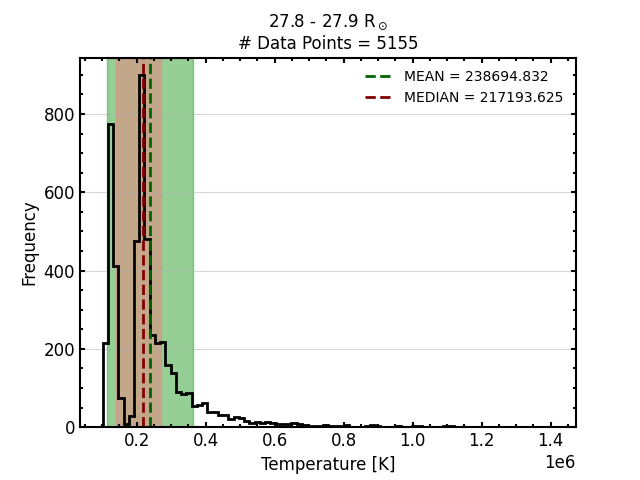 27.8 - 27.9 R⊙
# Data Points = 5155
MEAN = 238694.832
MEDIAN = 217193.625
Frequency
800
600
400
200
0
0.2 0.4 0.6 0.8 1.0 1.2 1.4
1e6
Temperature [K]